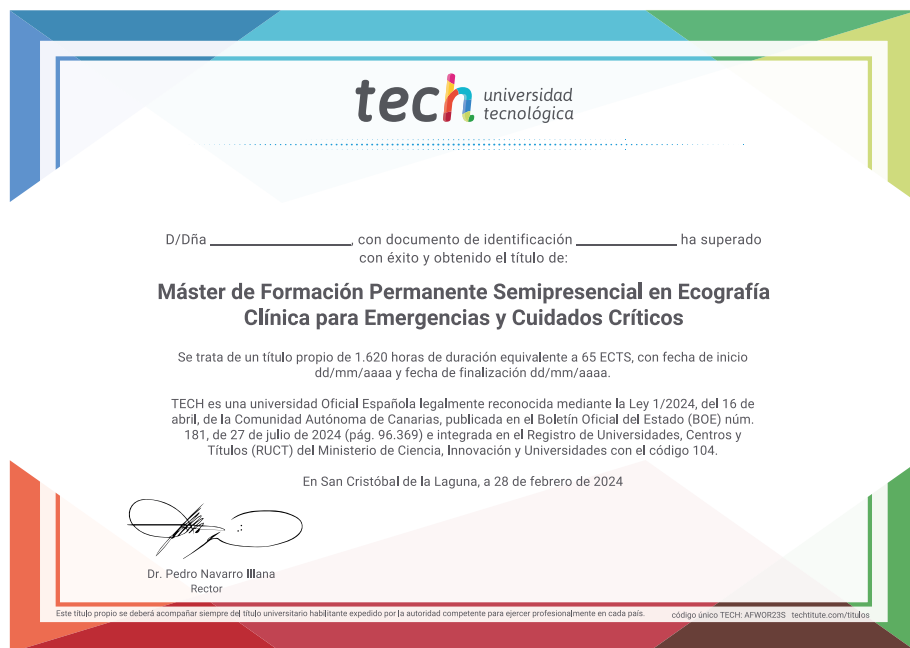 tech universidad
tecnológica
D/Dña ________________, con documento de identificación ____________ ha superado
con éxito y obtenido el título de:
Máster de Formación Permanente Semipresencial en Ecografía
Clínica para Emergencias y Cuidados Críticos
Se trata de un título propio de 1.620 horas de duración equivalente a 65 ECTS, con fecha de inicio
dd/mm/aaaa y fecha de finalización dd/mm/aaaa.
TECH es una universidad Oficial Española legalmente reconocida mediante la Ley 1/2024, del 16 de
abril, de la Comunidad Autónoma de Canarias, publicada en el Boletín Oficial del Estado (BOE) núm.
181, de 27 de julio de 2024 (pág. 96.369) e integrada en el Registro de Universidades, Centros y
Títulos (RUCT) del Ministerio de Ciencia, Innovación y Universidades con el código 104.
En San Cristóbal de la Laguna, a 28 de febrero de 2024
Dr. Pedro Navarro Illana
Rector
Este título propio se deberá acompañar siempre del título universitario habilitante expedido por la autoridad competente para ejercer profesionalmente en cada país.
código único TECH: AFWOR23S techtitute.com/titulos